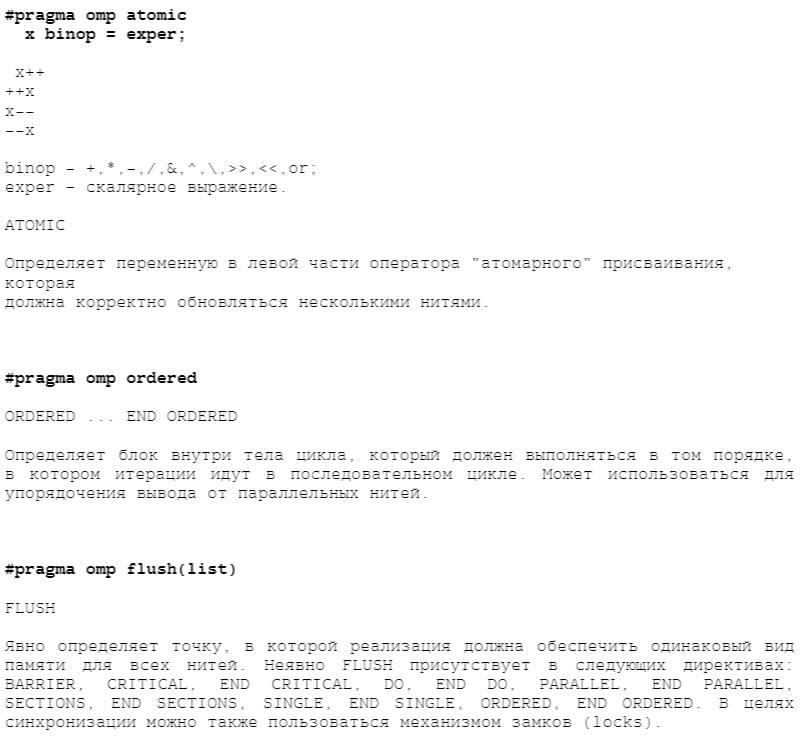 #pragma omp atomic
x binop = exper;
x++
++x
x--
--x
binop – +,*,-,/,&,^,\,>>,<<,or;
exper – скалярное выражение.
ATOMIC
Определяет переменную в левой части оператора "атомарного" присваивания,
которая
должна корректно обновляться несколькими нитями.
#pragma omp ordered
ORDERED ... END ORDERED
Определяет блок внутри тела цикла, который должен выполняться в том порядке,
в котором итерации идут в последовательном цикле. Может использоваться для
упорядочения вывода от параллельных нитей.
#pragma omp flush(list)
FLUSH
Явно определяет точку, в которой реализация должна обеспечить одинаковый вид
памяти для всех нитей. Неявно FLUSH присутствует в следующих директивах:
BARRIER, CRITICAL, END CRITICAL, DO, END DO, PARALLEL, END PARALLEL,
SECTIONS, END SECTIONS, SINGLE, END SINGLE, ORDERED, END ORDERED. В целях
синхронизации можно также пользоваться механизмом замков (locks).